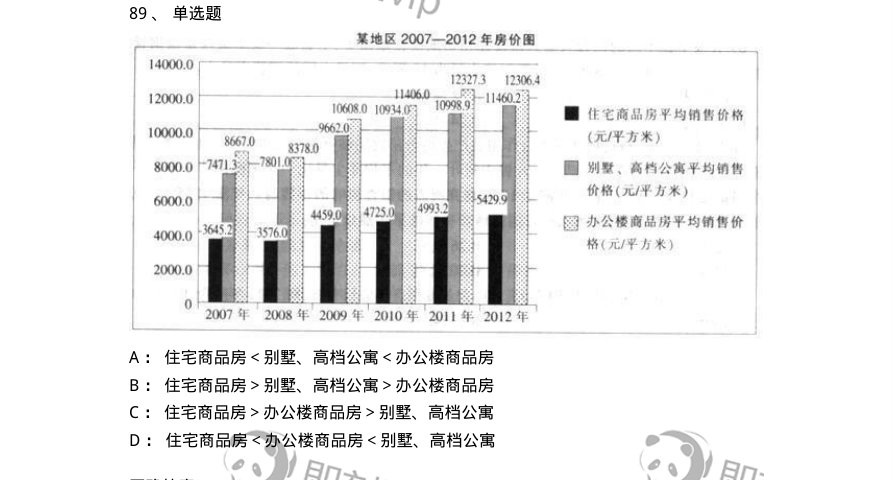 89 、 单选题
某地区 2007—2012 年房价图
14000.0
12000.0
10000.0
8000.0
6000.0
4000.0
2000.0
0
3645.2 7471.3 8667.0
3576.0 7801.0 8378.0
4459.0 9662.0 10608.0
4725.0 10934.0 11406.0
4993.2 10998.9 12327.3
5429.9 11460.2 12306.4
2007 年 2008 年 2009 年 2010 年 2011 年 2012 年
住宅商品房平均销售价格
(元/平方米)
别墅、高档公寓平均销售
价格(元/平方米)
办公楼商品房平均销售价
格(元/平方米)
A ： 住宅商品房 < 别墅、高档公寓 < 办公楼商品房
B ： 住宅商品房 > 别墅、高档公寓 > 办公楼商品房
C ： 住宅商品房 > 办公楼商品房 > 别墅、高档公寓
D ： 住宅商品房 < 办公楼商品房 < 别墅、高档公寓